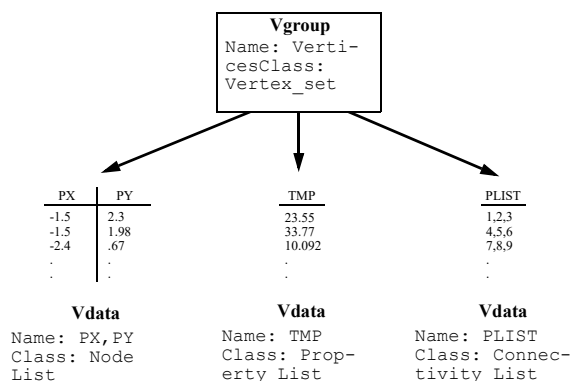 Vgroup
Name: Verti-
cesClass:
Vertex_set
PX PY
-1.5 2.3
-1.5 1.98
-2.4 .67
. .
. .
TMP
23.55
33.77
10.092
.
.
PLIST
1,2,3
4,5,6
7,8,9
.
.
Vdata
Name: PX,PY
Class: Node
List
Vdata
Name: TMP
Class: Prop-
erty List
Vdata
Name: PLIST
Class: Connec-
tivity List